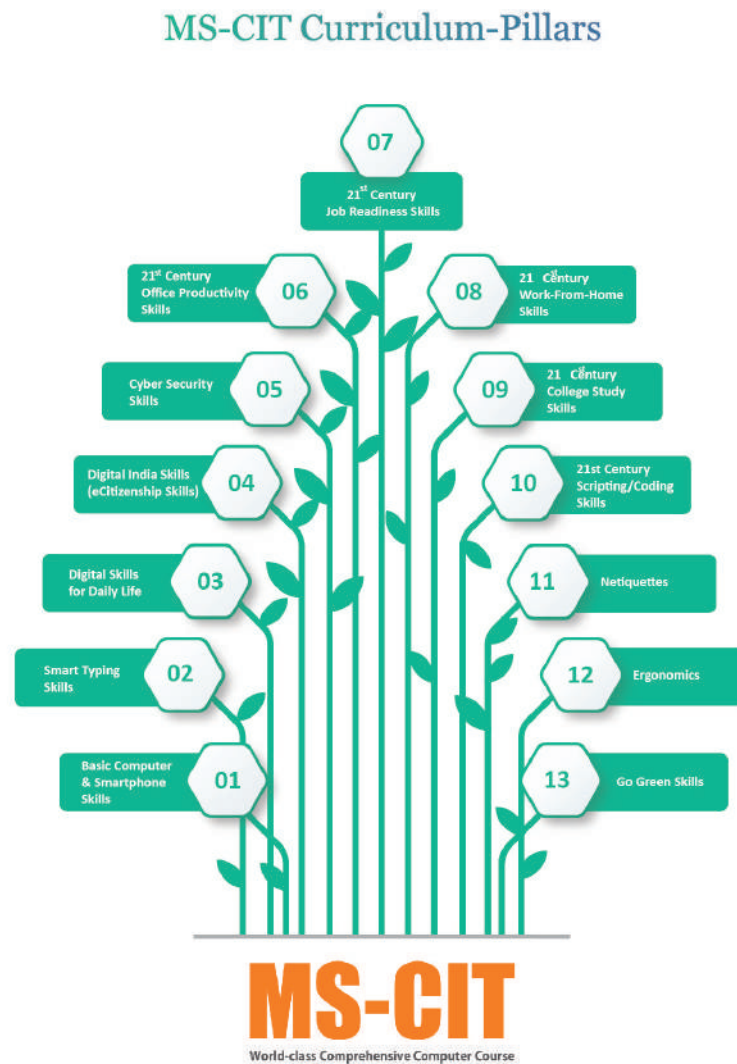 MS-CIT Curriculum-Pillars
07
21st Century
Job Readiness Skills
21st Century
Office Productivity
Skills
06
08
21st Century
Work-From-Home
Skills
Cyber Security
Skills
05
09
21st Century
College Study
Skills
Digital India Skills
(eCitizenship Skills)
04
10
21st Century
Scripting/Coding
Skills
Digital Skills
for Daily Life
03
11
Netiquettes
Smart Typing
Skills
02
12
Ergonomics
Basic Computer
& Smartphone
Skills
01
13
Go Green Skills
MS-CIT
World-class Comprehensive Computer Course